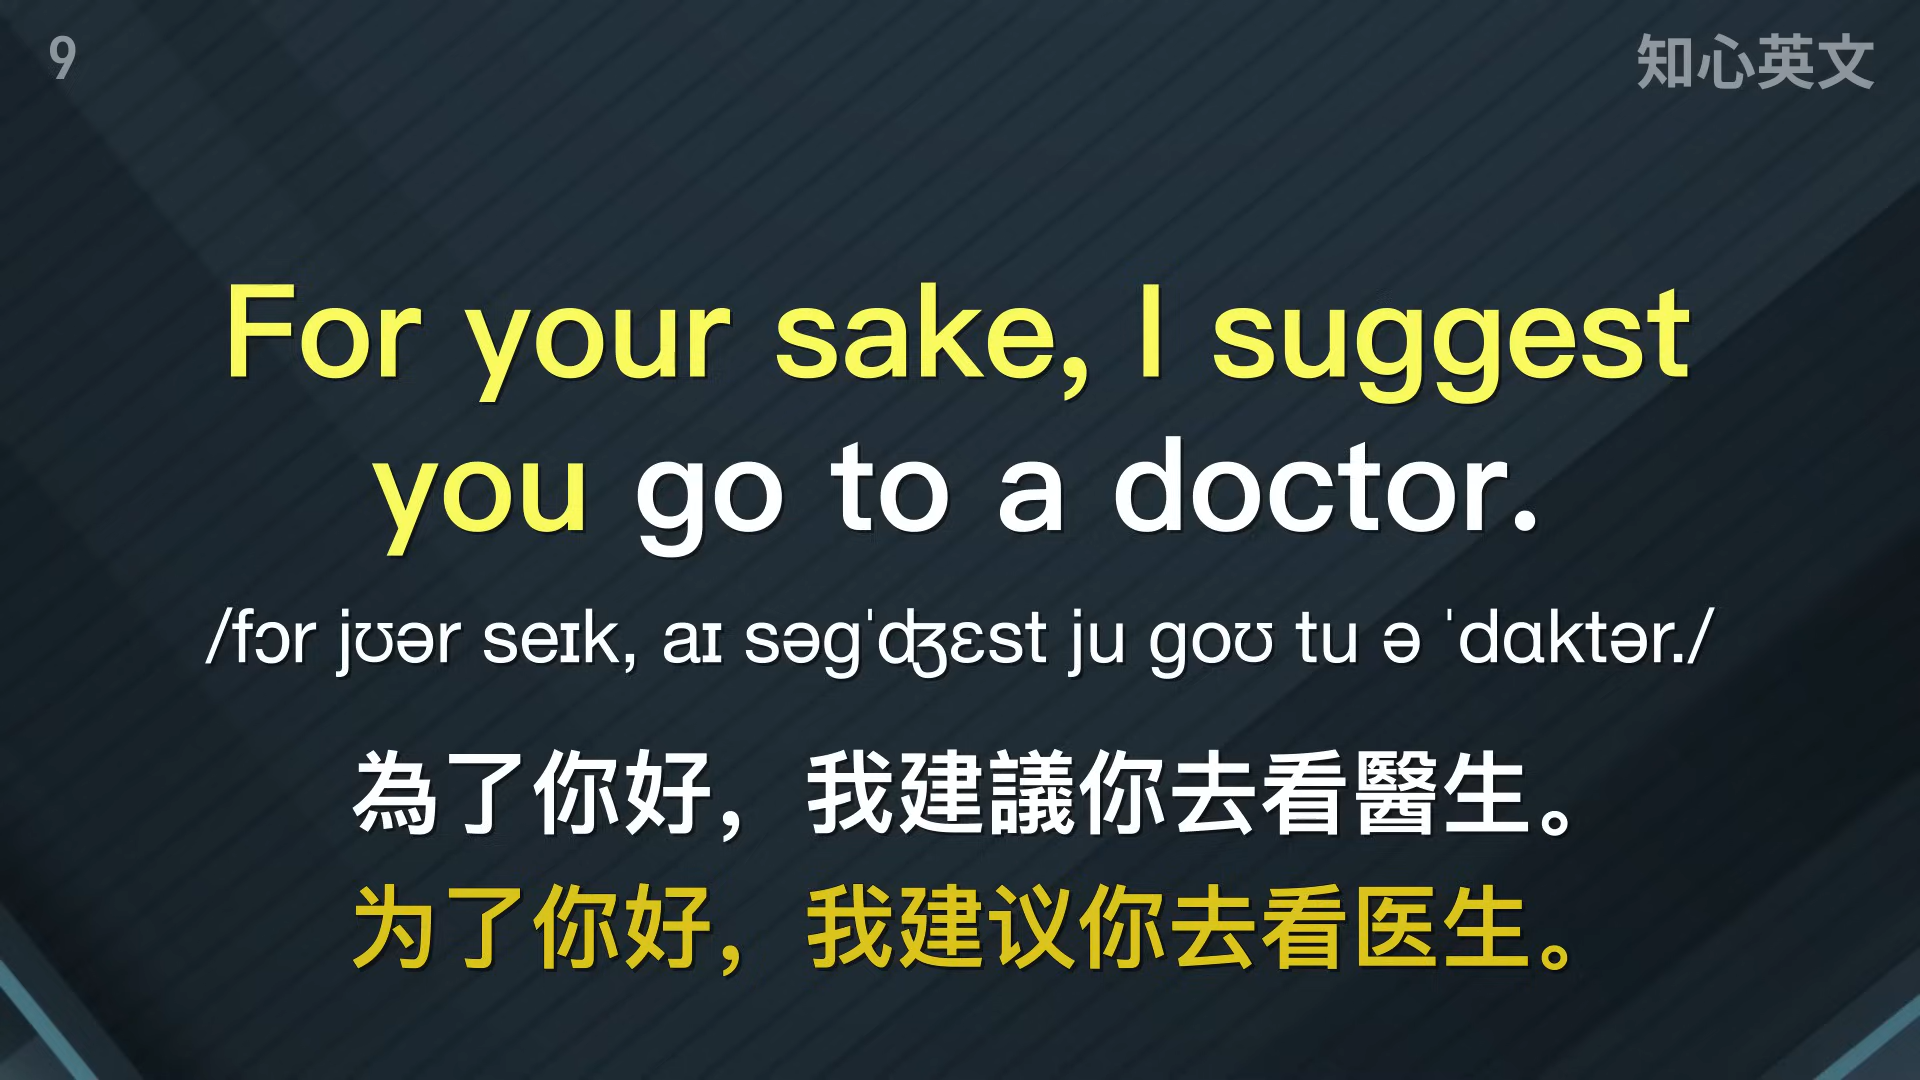 9
知心英文
For your sake, I suggest
you go to a doctor.
/fɔr jʊər seɪk, aɪ səgˈʤɛst ju goʊ tu ə ˈdɑktər./
為了你好，我建議你去看醫生。
为了你好，我建议你去看医生。